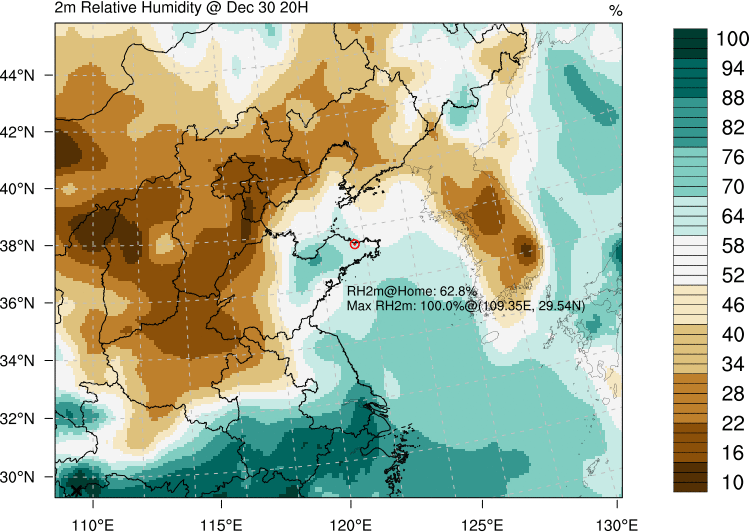 2m Relative Humidity @ Dec 30 20H
%
44°N
42°N
40°N
38°N
36°N
34°N
32°N
30°N
110°E
115°E
120°E
125°E
130°E
RH2m@Home: 62.8%
Max RH2m: 100.0%@(109.35E, 29.54N)
100
94
88
82
76
70
64
58
52
46
40
34
28
22
16
10